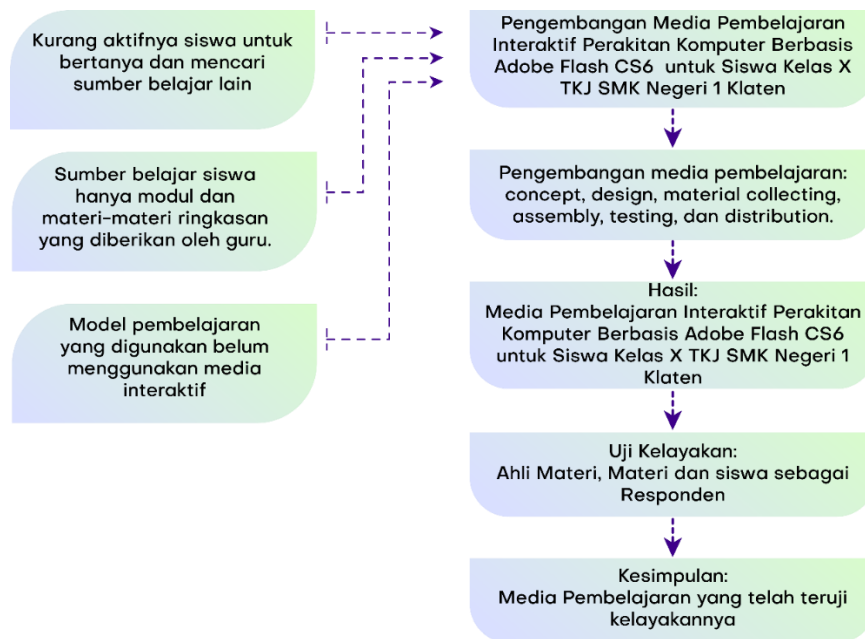 Kurang aktifnya siswa untuk
bertanya dan mencari
sumber belajar lain
Sumber belajar siswa
hanya modul dan
materi-materi ringkasan
yang diberikan oleh guru.
Model pembelajaran
yang digunakan belum
menggunakan media
interaktif
Pengembangan Media Pembelajaran
Interaktif Perakitan Komputer Berbasis
Adobe Flash CS6 untuk Siswa Kelas X
TKJ SMK Negeri 1 Klaten
Pengembangan media pembelajaran:
concept, design, material collecting,
assembly, testing, dan distribution.
Hasil:
Media Pembelajaran Interaktif Perakitan
Komputer Berbasis Adobe Flash CS6
untuk Siswa Kelas X TKJ SMK Negeri 1
Klaten
Uji Kelayakan:
Ahli Materi, Materi dan siswa sebagai
Responden
Kesimpulan:
Media Pembelajaran yang telah teruji
kelayakannya